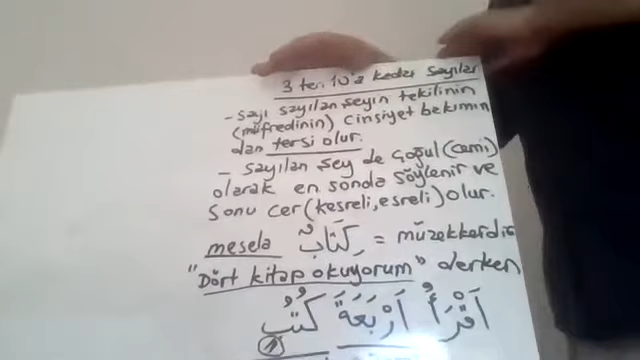 3 ten 10'a kadar sayılar
- sayı sayılan şeyin tekilinin
(müfredinin) cinsiyet bakımın
dan tersi olur.
- sayılan şey de çoğul (cemi)
olarak en sonda söylenir ve
sonu cer (kesreli, esreli) olur.
mesela كِتَابٌ = müzekkerdir
"Dört kitap okuyorum" derken
اَقْرَأُ اَرْبَعَةَ كُتُبٍ